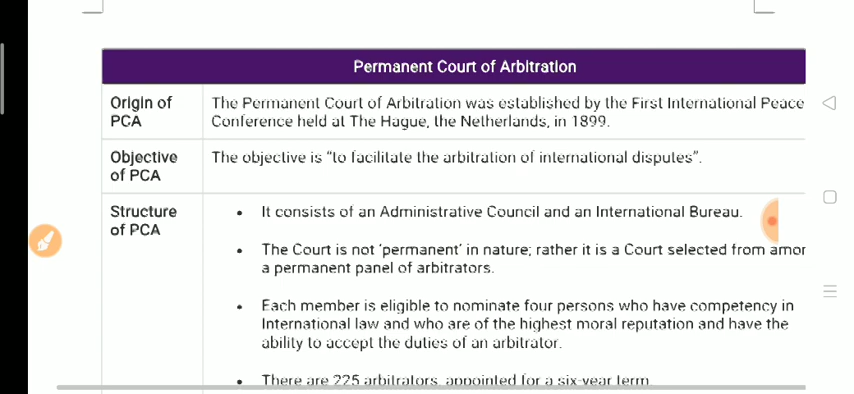 Permanent Court of Arbitration
Origin of
PCA
The Permanent Court of Arbitration was established by the First International Peace
Conference held at The Hague, the Netherlands, in 1899.
Objective
of PCA
The objective is “to facilitate the arbitration of international disputes”.
Structure
of PCA
• It consists of an Administrative Council and an International Bureau.
• The Court is not ‘permanent’ in nature; rather it is a Court selected from
a permanent panel of arbitrators.
• Each member is eligible to nominate four persons who have competency in
International law and who are of the highest moral reputation and have the
ability to accept the duties of an arbitrator.
• There are 225 arbitrators, appointed for a six-year term